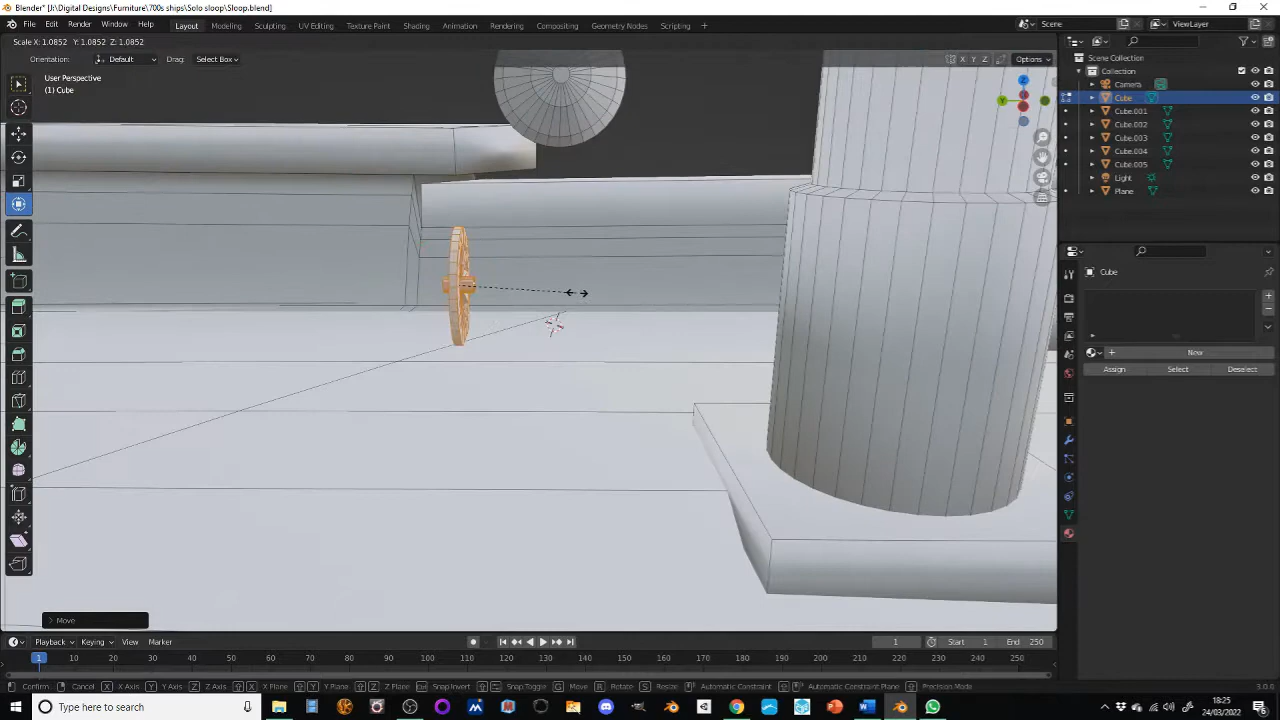 Blender* [J:\Digital Designs\Furniture\700s ships\Solo sloop\Sloop.blend]
File Edit Render Window Help Layout Modeling Sculpting UV Editing Texture Paint Shading Animation Rendering Compositing Geometry Nodes Scripting + Scene ViewLayer
Scale X: 1.0852 Y: 1.0852 Z: 1.0852
Orientation: Default Drag: Select Box X Y Z Options
User Perspective
(1) Cube
Z
Y
Scene Collection
Collection
Camera
Cube
Cube.001
Cube.002
Cube.003
Cube.004
Cube.005
Light
Plane
Cube
New
Assign Select Deselect
Move
Playback Keying View Marker 1 Start 1 End 250
1 10 20 30 40 50 60 70 80 90 100 110 120 130 140 150 160 170 180 190 200 210 220 230 240 250
Confirm Cancel X X Axis Y Y Axis Z Z Axis X X Plane Y Y Plane Z Z Plane Snap Invert Snap Toggle G Move R Rotate S Resize Automatic Constraint Automatic Constraint Plane Precision Mode 3.0.0
Type here to search
18:25
24/03/2022